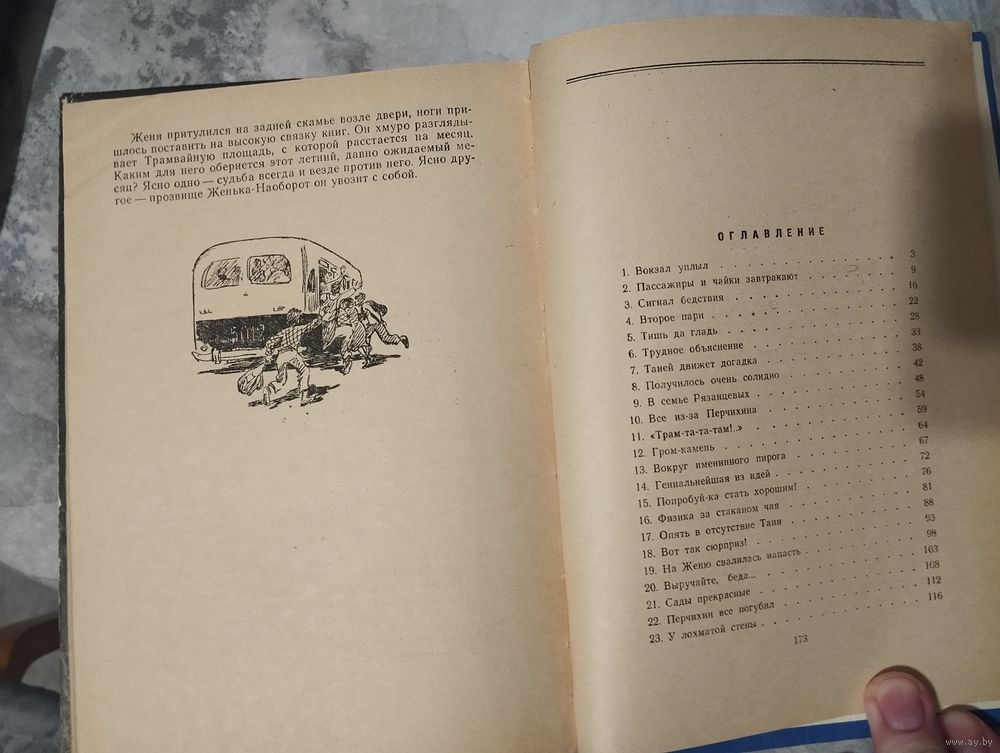 Женя притулился на задней скамье возле двери, ноги при-
шлось поставить на высокую связку книг. Он хмуро разгляды-
вает Трамвайную площадь, с которой расстается на месяц.
Каким для него обернется этот летний, давно ожидаемый ме-
сяц? Ясно одно — судьба всегда и везде против него. Ясно дру-
гое — прозвище Женька-Наоборот он увозит с собой.
ОГЛАВЛЕНИЕ
1. Вокзал уплыл . . . . . . . . . . 3
2. Пассажиры и чайки завтракают . . . . . . 9
3. Сигнал бедствия . . . . . . . . . 16
4. Второе пари . . . . . . . . . . 22
5. Тишь да гладь . . . . . . . . . . 28
6. Трудное объяснение . . . . . . . . . 33
7. Таней движет догадка . . . . . . . . 38
8. Получилось очень солидно . . . . . . . 42
9. В семье Рязанцевых . . . . . . . . . 48
10. Все из-за Перчихина . . . . . . . . . 54
11. «Трам-та-та-там!..» . . . . . . . . . 59
12. Гром-камень . . . . . . . . . . 64
13. Вокруг именинного пирога . . . . . . . 67
14. Гениальнейшая из идей . . . . . . . . 72
15. Попробуй-ка стать хорошим! . . . . . . . 76
16. Физика за стаканом чая . . . . . . . . 81
17. Опять в отсутствие Тани . . . . . . . . 88
18. Вот так сюрприз! . . . . . . . . . 93
19. На Женю свалилась напасть . . . . . . . 98
20. Выручайте, беда... . . . . . . . . . 103
21. Сады прекрасные . . . . . . . . . 108
22. Перчихин все погубил . . . . . . . . 112
23. У лохматой стены . . . . . . . . . 116
173
www.ay.by